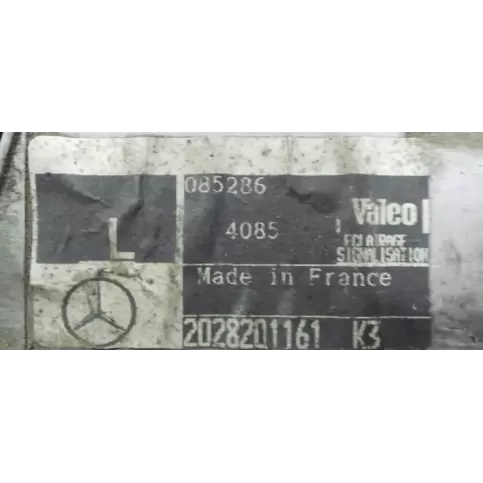 085286
L 4085 Valeo
ECLAIRAGE
SIGNALISATION
Made in France
2028201161 K3